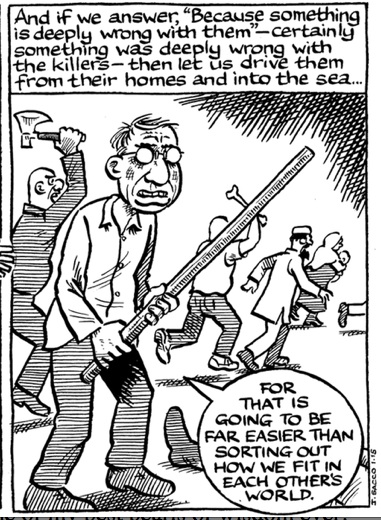 And if we answer, "Because something
is deeply wrong with them"—certainly
something was deeply wrong with
the killers—then let us drive them
from their homes and into the sea...
FOR
THAT IS
GOING TO BE
FAR EASIER THAN
SORTING OUT
HOW WE FIT IN
EACH OTHER'S
WORLD.
J. SACCO 1.15